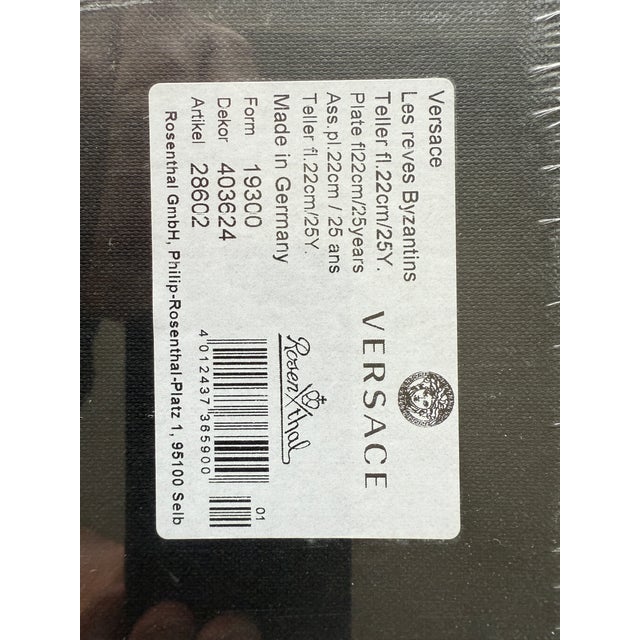 Versace
Les reves Byzantins
Teller fl.22cm/25Y.
Plate fl22cm/25years
Ass.pl.22cm / 25 ans
Teller fl.22cm/25Y.
Made in Germany
Form 19300
Dekor 403624
Artikel 28602
Rosenthal GmbH, Philip-Rosenthal-Platz 1, 95100 Selb
VERSACE
Rosenthal
4 012437 365900
01